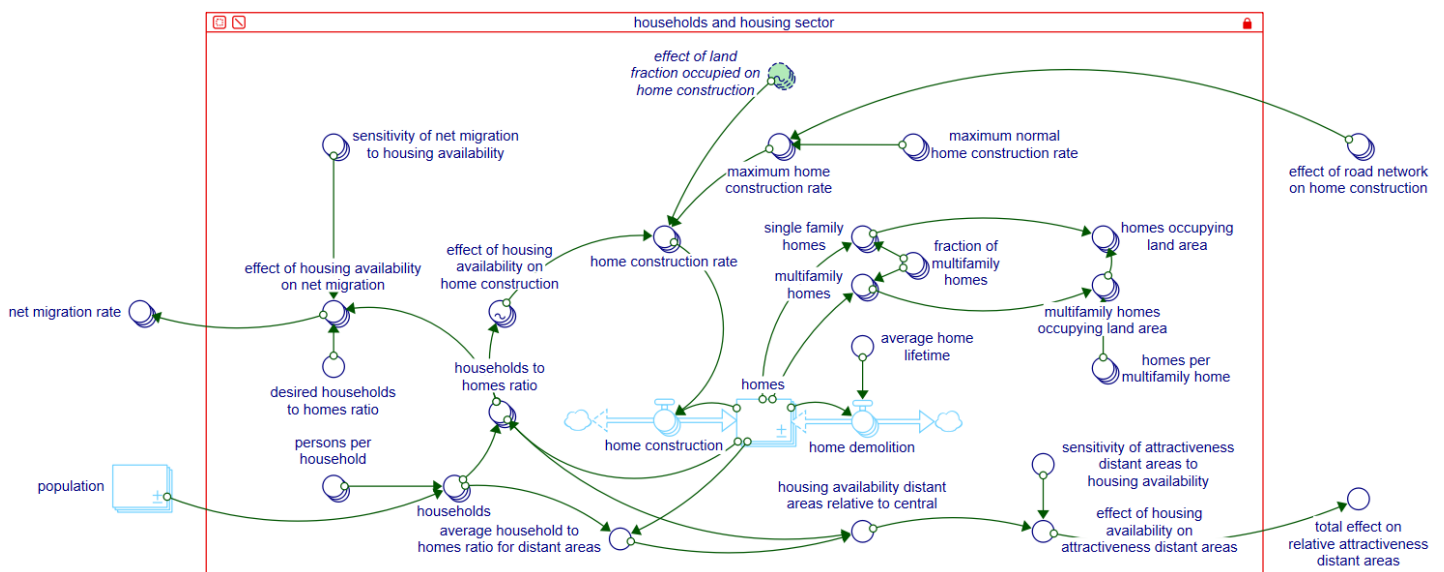 households and housing sector
effect of land
fraction occupied on
home construction
sensitivity of net migration
to housing availability
maximum normal
home construction rate
maximum home
construction rate
effect of road network
on home construction
single family
homes
homes occupying
land area
effect of housing
availability on
home construction
home construction rate
fraction of
multifamily
homes
effect of housing availability
on net migration
multifamily
homes
net migration rate
multifamily homes
occupying land area
average home
lifetime
households to
homes ratio
homes per
multifamily home
desired households
to homes ratio
homes
±
home construction
home demolition
persons per
household
sensitivity of attractiveness
distant areas to
housing availability
population
±
housing availability distant
areas relative to central
households
average household to
homes ratio for distant areas
effect of housing
availability on
attractiveness distant areas
total effect on
relative attractiveness
distant areas